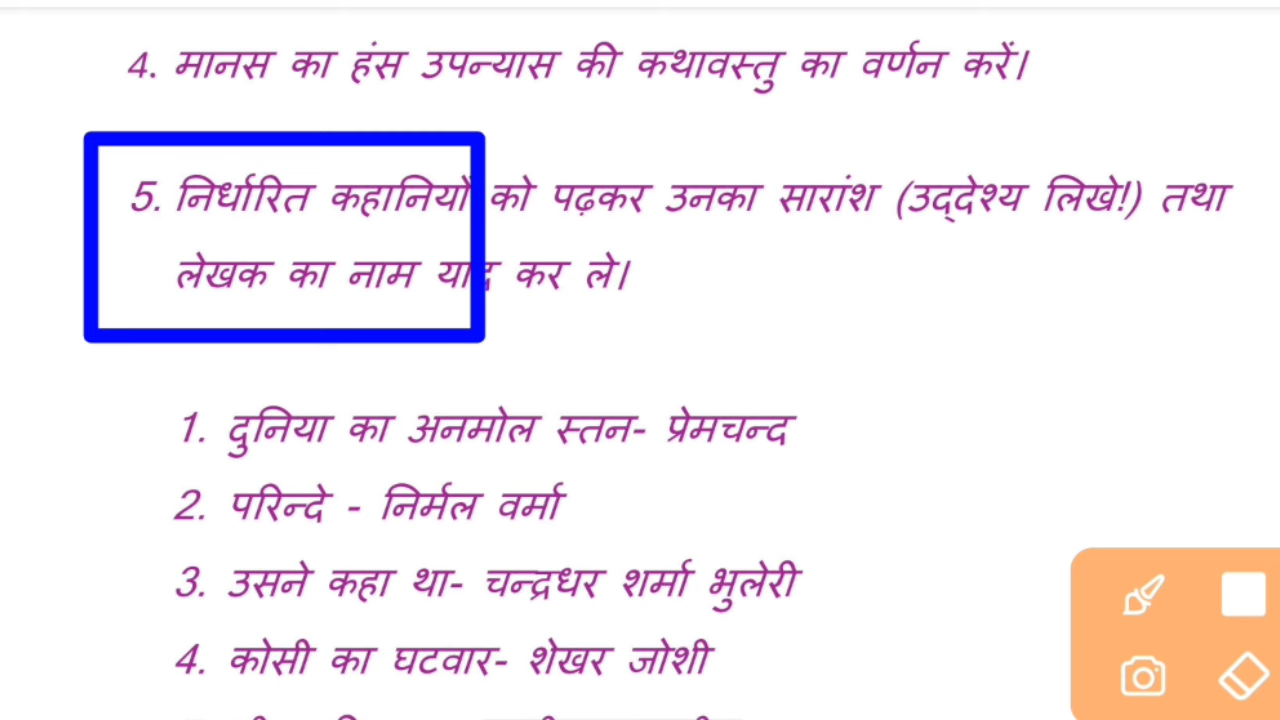 4. मानस का हंस उपन्यास की कथावस्तु का वर्णन करें।
5. निर्धारित कहानियों को पढ़कर उनका सारांश (उद्देश्य लिखे!) तथा
लेखक का नाम याद कर ले।
1. दुनिया का अनमोल स्तन- प्रेमचन्द
2. परिन्दे - निर्मल वर्मा
3. उसने कहा था- चन्द्रधर शर्मा भुलेरी
4. कोसी का घटवार- शेखर जोशी